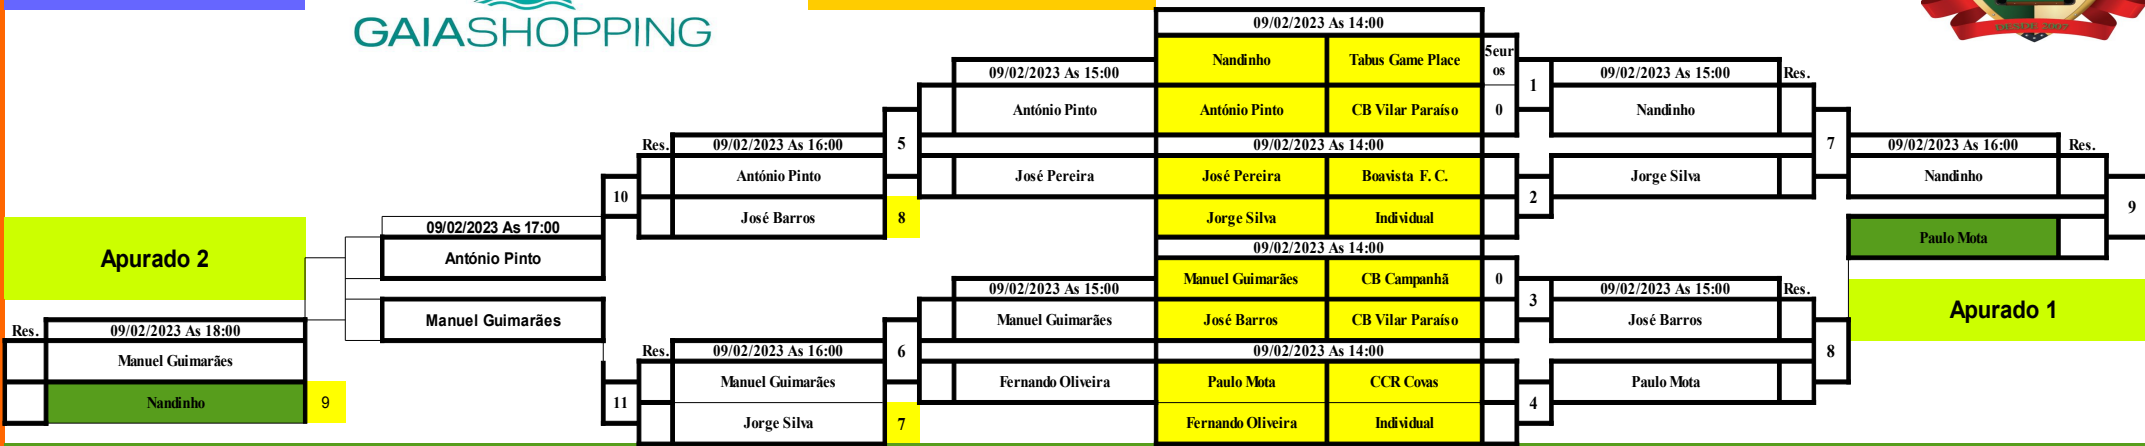 GAIASHOPPING
DESDE 2007
09/02/2023 As 14:00
Nandinho Tabus Game Place 5eur
os
António Pinto CB Vilar Paraíso 0
09/02/2023 As 14:00
José Pereira Boavista F. C.
Jorge Silva Individual
09/02/2023 As 14:00
Manuel Guimarães CB Campanhã 0
José Barros CB Vilar Paraíso
09/02/2023 As 14:00
Paulo Mota CCR Covas
Fernando Oliveira Individual
1
2
3
4
09/02/2023 As 15:00 Res.
Nandinho
Jorge Silva
09/02/2023 As 15:00 Res.
José Barros
Paulo Mota
7
8
09/02/2023 As 16:00 Res.
Nandinho
Paulo Mota
9
Apurado 1
09/02/2023 As 15:00
António Pinto
José Pereira
09/02/2023 As 15:00
Manuel Guimarães
Fernando Oliveira
5
6
Res. 09/02/2023 As 16:00
António Pinto
José Barros 8
Res. 09/02/2023 As 16:00
Manuel Guimarães
Jorge Silva 7
10
11
09/02/2023 As 17:00
António Pinto
Manuel Guimarães
Apurado 2
Res. 09/02/2023 As 18:00
Manuel Guimarães
Nandinho 9